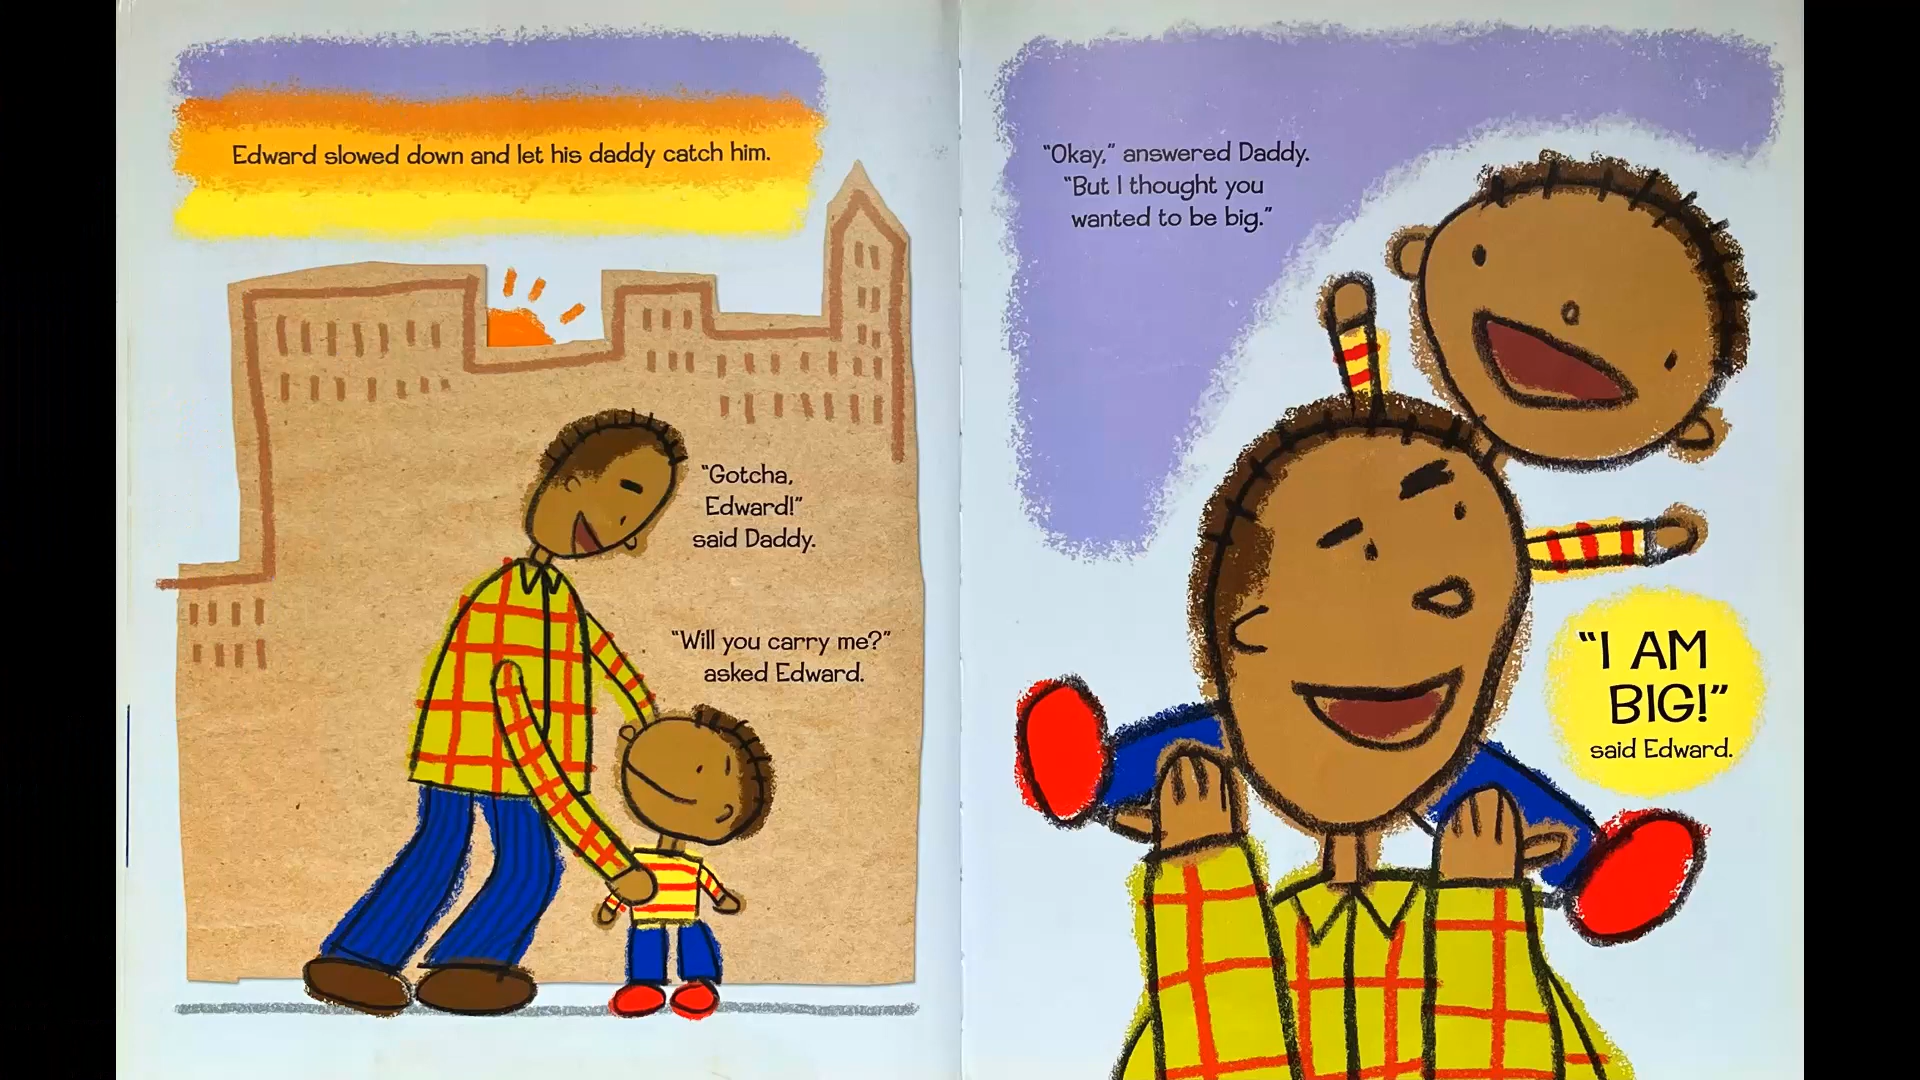 Edward slowed down and let his daddy catch him.
“Gotcha,
Edward!”
said Daddy.
“Will you carry me?”
asked Edward.
“Okay,” answered Daddy.
“But I thought you
wanted to be big.”
“I AM
BIG!”
said Edward.